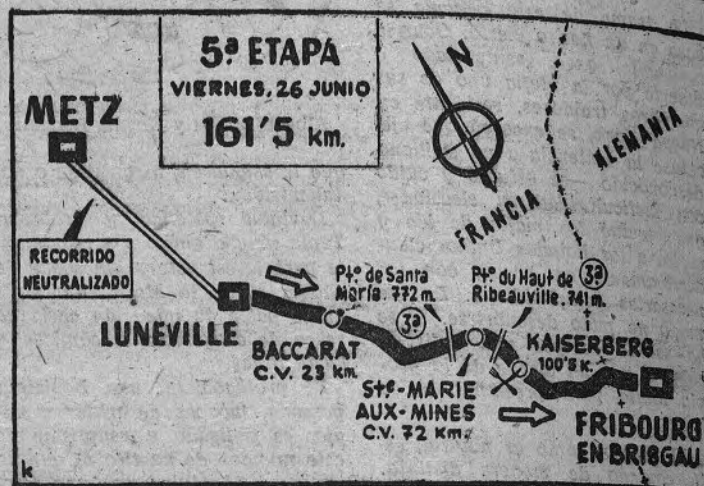 5ª ETAPA
VIERNES, 26 JUNIO
161'5 km.
N
METZ
ALEMANIA
FRANCIA
RECORRIDO
NEUTRALIZADO
LUNEVILLE
Ptº de Santa
María. 772 m.
3ª
Ptº du Haut de
Ribeauville. 741 m.
3ª
BACCARAT
C.V. 23 km.
KAISERBERG
100'5 K.
Stᵉ-MARIE
AUX-MINES
C.V. 72 Km.
FRIBOURG
EN BRISGAU
k